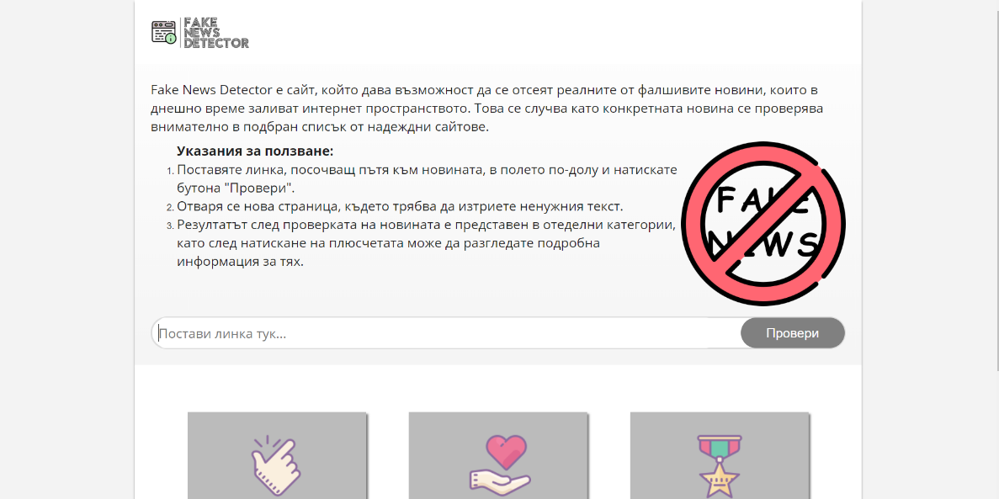 FAKE
NEWS
DETECTOR
Fake News Detector е сайт, който дава възможност да се отсеят реалните от фалшивите новини, които в
днешно време заливат интернет пространството. Това се случва като конкретната новина се проверява
внимателно в подбран списък от надеждни сайтове.
Указания за ползване:
1. Поставяте линка, посочващ пътя към новината, в полето по-долу и натискате
бутона "Провери".
2. Отваря се нова страница, където трябва да изтриете ненужния текст.
3. Резултатът след проверката на новината е представен в отеделни категории,
като след натискане на плюсчетата може да разгледате подробна
информация за тях.
FAKE
NEWS
Постави линка тук...
Провери